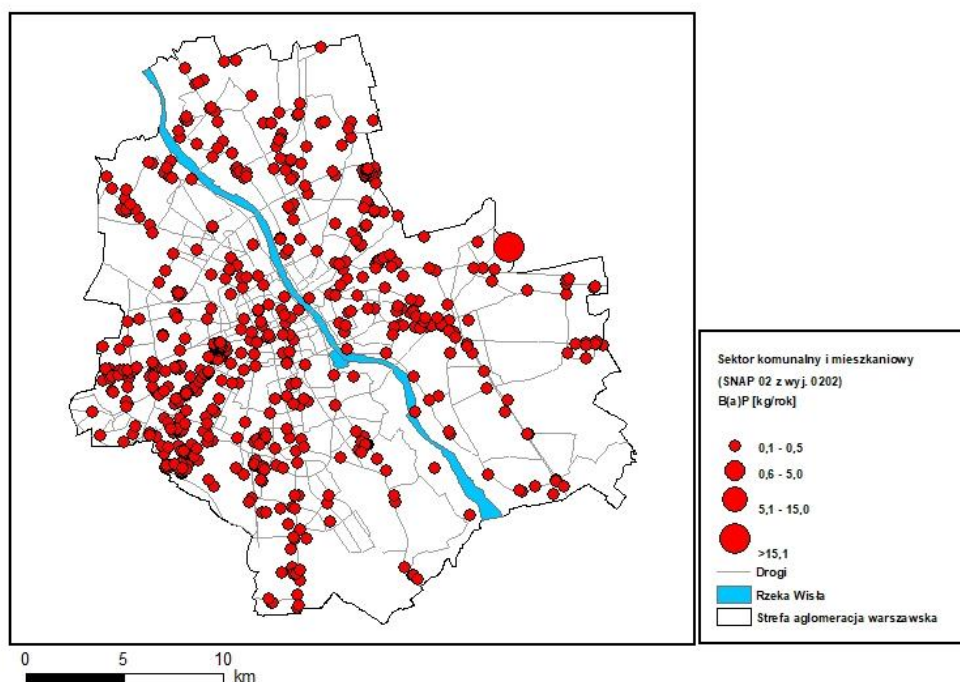 Sektor komunalny i mieszkaniowy
(SNAP 02 z wyj. 0202)
B(a)P [kg/rok]
0,1 - 0,5
0,6 - 5,0
5,1 - 15,0
>15,1
Drogi
Rzeka Wisła
Strefa aglomeracja warszawska
0 5 10
km